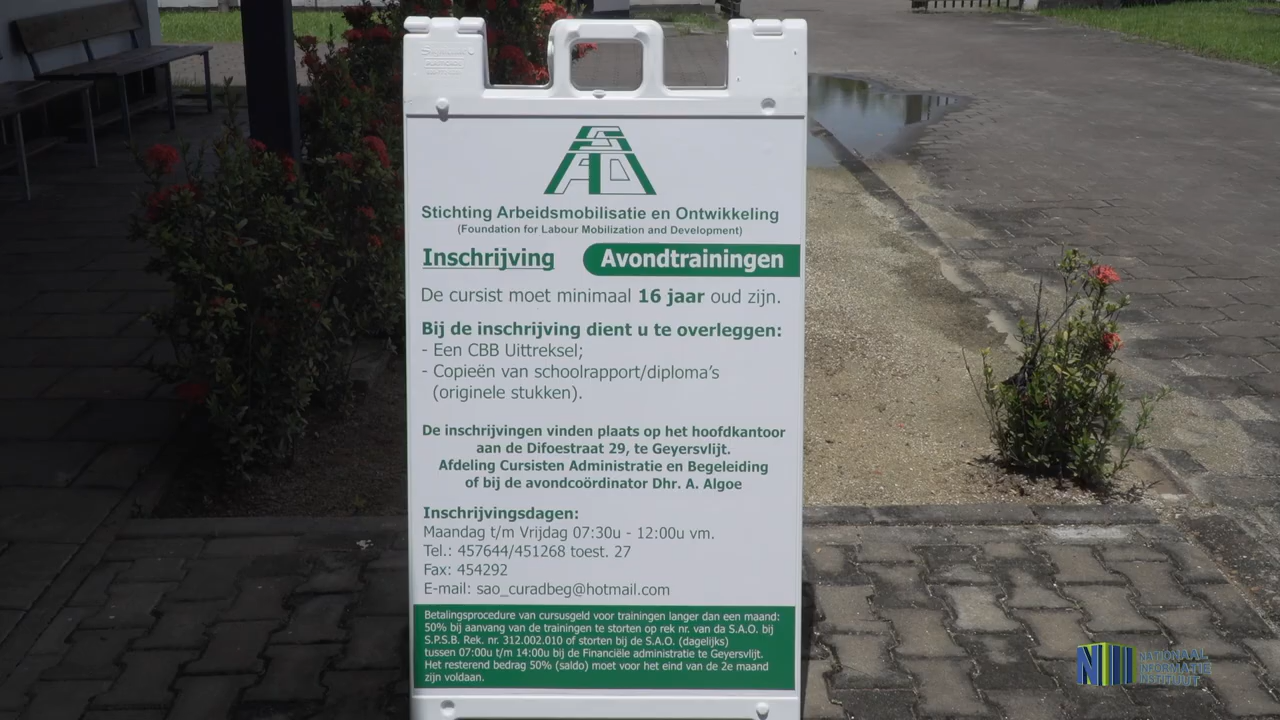 SAO
Stichting Arbeidsmobilisatie en Ontwikkeling
(Foundation for Labour Mobilization and Development)
Inschrijving Avondtrainingen
De cursist moet minimaal 16 jaar oud zijn.
Bij de inschrijving dient u te overleggen:
- Een CBB Uittreksel;
- Copieën van schoolrapport/diploma's
(originele stukken).
De inschrijvingen vinden plaats op het hoofdkantoor
aan de Difoestraat 29, te Geyersvlijt.
Afdeling Cursisten Administratie en Begeleiding
of bij de avondcoördinator Dhr. A. Algoe
Inschrijvingsdagen:
Maandag t/m Vrijdag 07:30u - 12:00u vm.
Tel.: 457644/451268 toest. 27
Fax: 454292
E-mail: sao_curadbeg@hotmail.com
Betalingsprocedure van cursusgeld voor trainingen langer dan een maand:
50% bij aanvang van de trainingen te storten op rek nr. van da S.A.O. bij
S.P.S.B. Rek. nr. 312.002.010 of storten bij de S.A.O. (dagelijks)
tussen 07:00u t/m 14:00u bij de Financiële administratie te Geyersvlijt.
Het resterend bedrag 50% (saldo) moet voor het eind van de 2e maand
zijn voldaan.
NII NATIONAAL
INFORMATIE
INSTITUUT